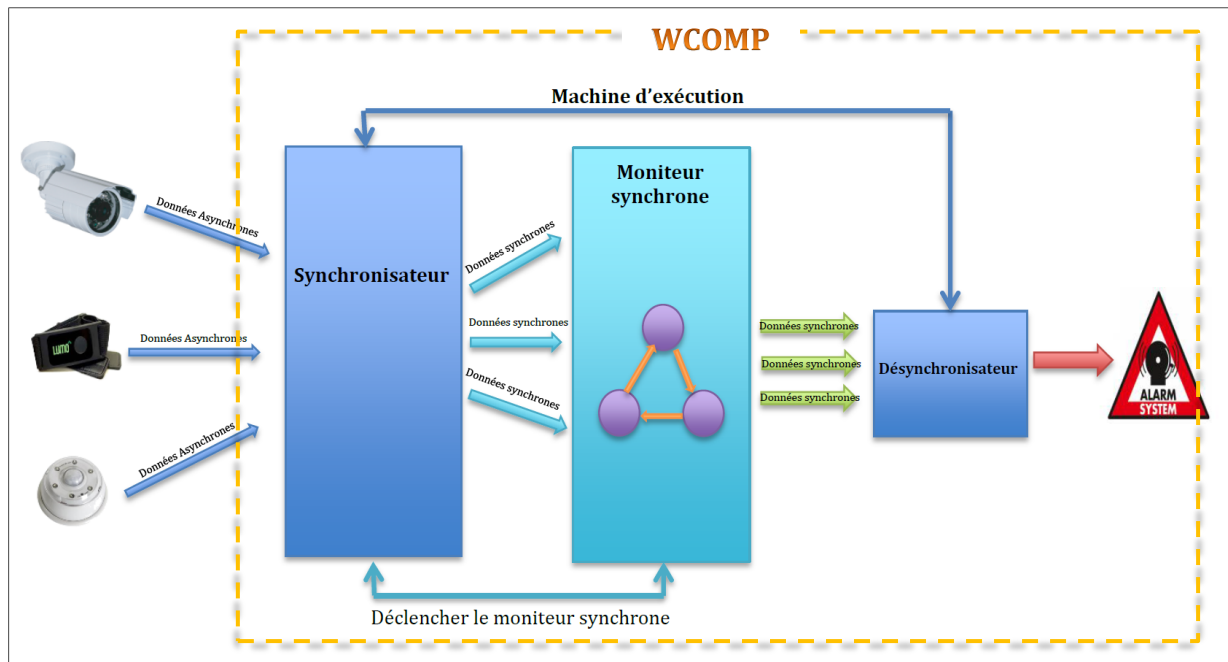 WCOMP
Machine d'exécution
Moniteur
synchrone
Données Asynchrones
Données synchrones
Synchronisateur
Données synchrones
Données synchrones
Données Asynchrones
LUMO
Données synchrones
Données synchrones
Désynchronisateur
Données synchrones
Données synchrones
ALARM
SYSTEM
Données Asynchrones
Déclencher le moniteur synchrone